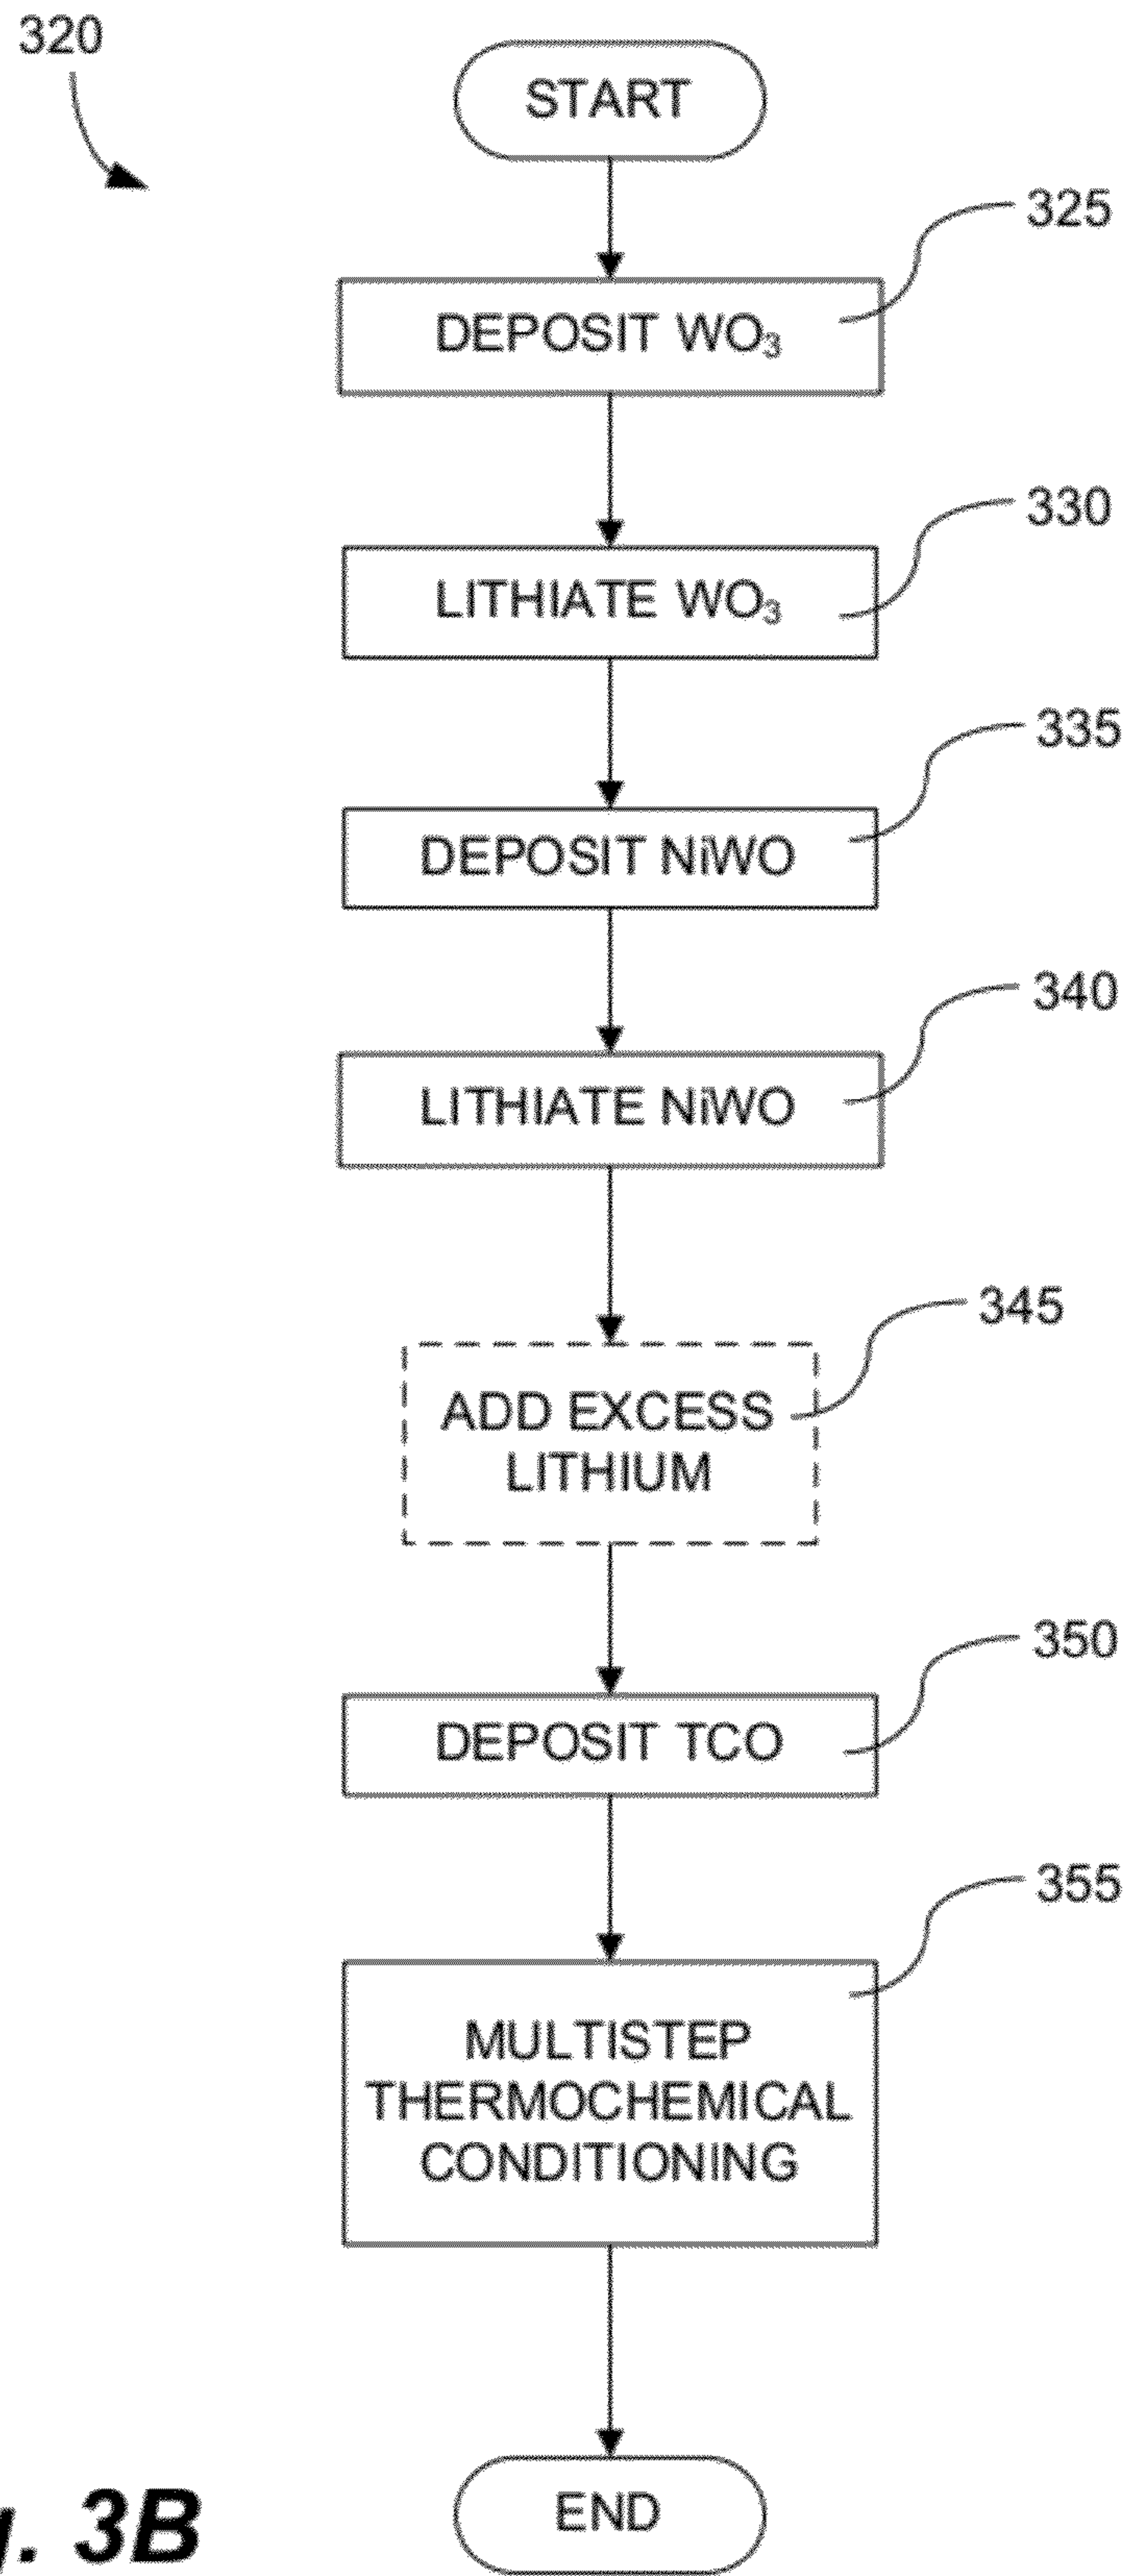 320
START
325
DEPOSIT WO₃
330
LITHIATE WO₃
335
DEPOSIT NiWO
340
LITHIATE NiWO
345
ADD EXCESS
LITHIUM
350
DEPOSIT TCO
355
MULTISTEP
THERMOCHEMICAL
CONDITIONING
END
g. 3B